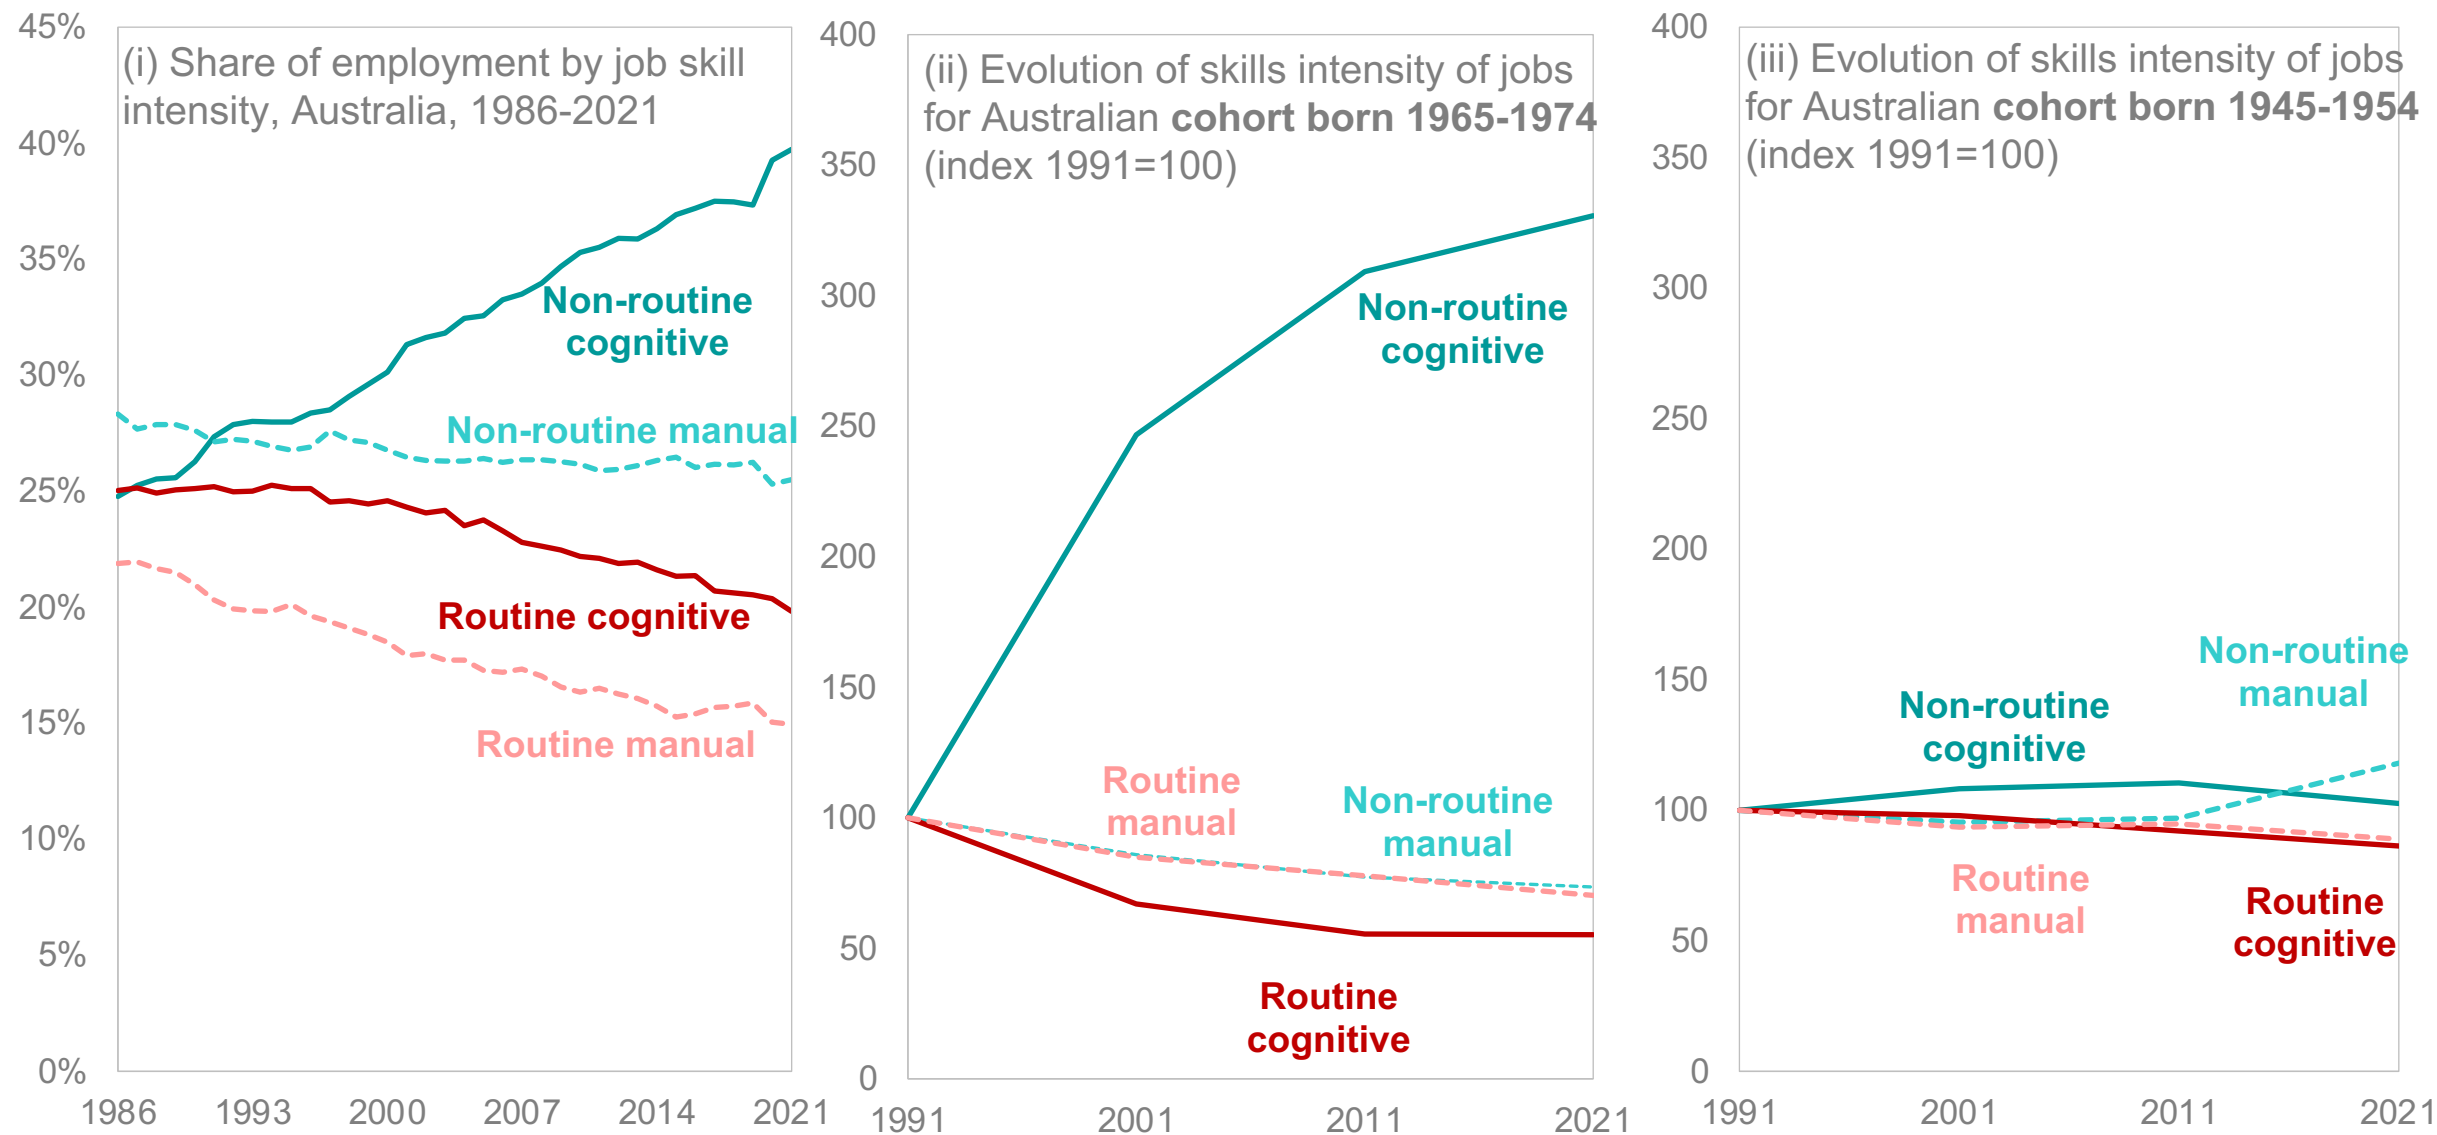 (i) Share of employment by job skill
intensity, Australia, 1986-2021
45%
40%
35%
30%
25%
20%
15%
10%
5%
0%
Non-routine
cognitive
Non-routine manual
Routine cognitive
Routine manual
1986 1993 2000 2007 2014 2021
(ii) Evolution of skills intensity of jobs
for Australian cohort born 1965-1974
(index 1991=100)
400
350
300
250
200
150
100
50
0
Non-routine
cognitive
Routine
manual
Non-routine
manual
Routine
cognitive
1991 2001 2011 2021
(iii) Evolution of skills intensity of jobs
for Australian cohort born 1945-1954
(index 1991=100)
400
350
300
250
200
150
100
50
0
Non-routine
manual
Non-routine
cognitive
Routine
manual
Routine
cognitive
1991 2001 2011 2021